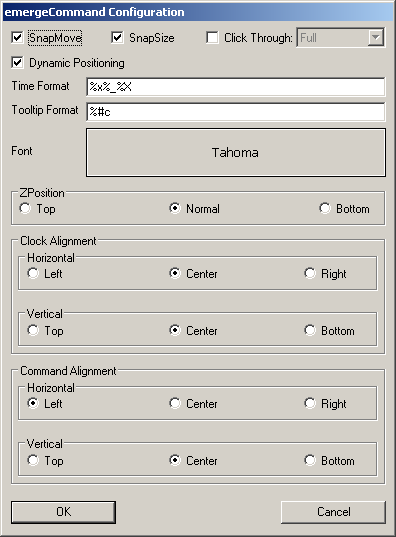 emergeCommand Configuration
SnapMove SnapSize Click Through: Full
Dynamic Positioning
Time Format %x%_%X
Tooltip Format %#c
Font Tahoma
ZPosition
Top Normal Bottom
Clock Alignment
Horizontal
Left Center Right
Vertical
Top Center Bottom
Command Alignment
Horizontal
Left Center Right
Vertical
Top Center Bottom
OK Cancel